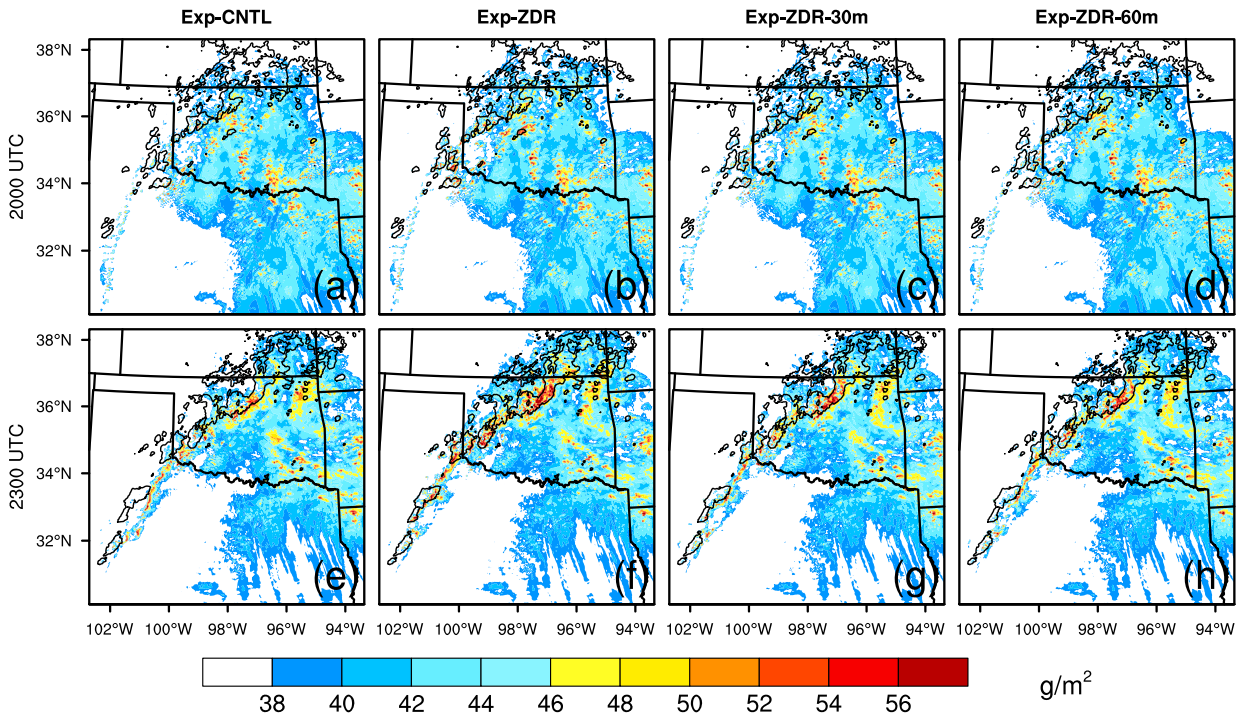 Exp-CNTL Exp-ZDR Exp-ZDR-30m Exp-ZDR-60m
38°N
36°N
34°N
32°N
2000 UTC
(a) (b) (c) (d)
38°N
36°N
34°N
32°N
2300 UTC
(e) (f) (g) (h)
102°W 100°W 98°W 96°W 94°W 102°W 100°W 98°W 96°W 94°W 102°W 100°W 98°W 96°W 94°W 102°W 100°W 98°W 96°W 94°W
38 40 42 44 46 48 50 52 54 56
g/m²